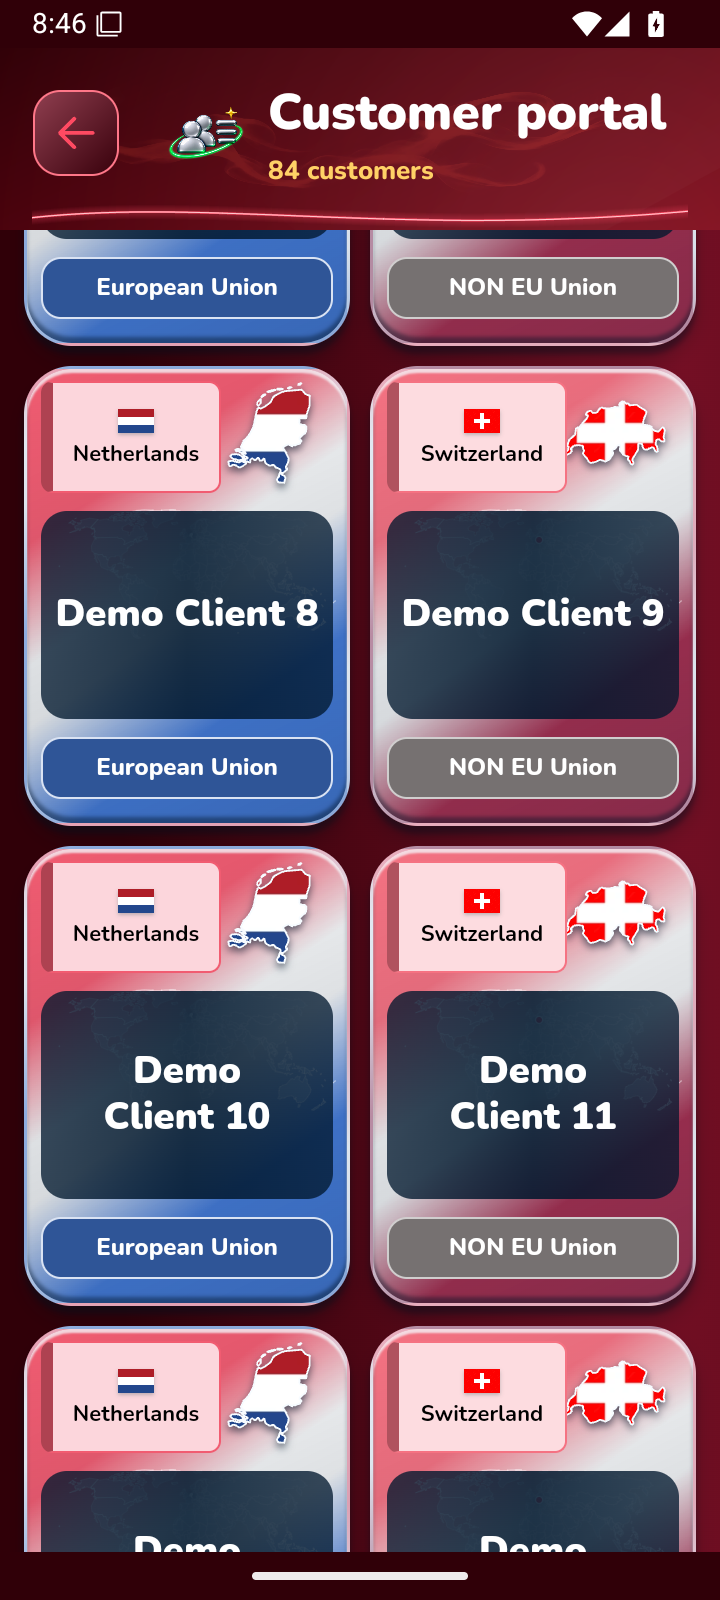 8:46
Customer portal
84 customers
European Union
NON EU Union
Netherlands
Switzerland
Demo Client 8
Demo Client 9
European Union
NON EU Union
Netherlands
Switzerland
Demo
Client 10
Demo
Client 11
European Union
NON EU Union
Netherlands
Switzerland
Demo
Demo